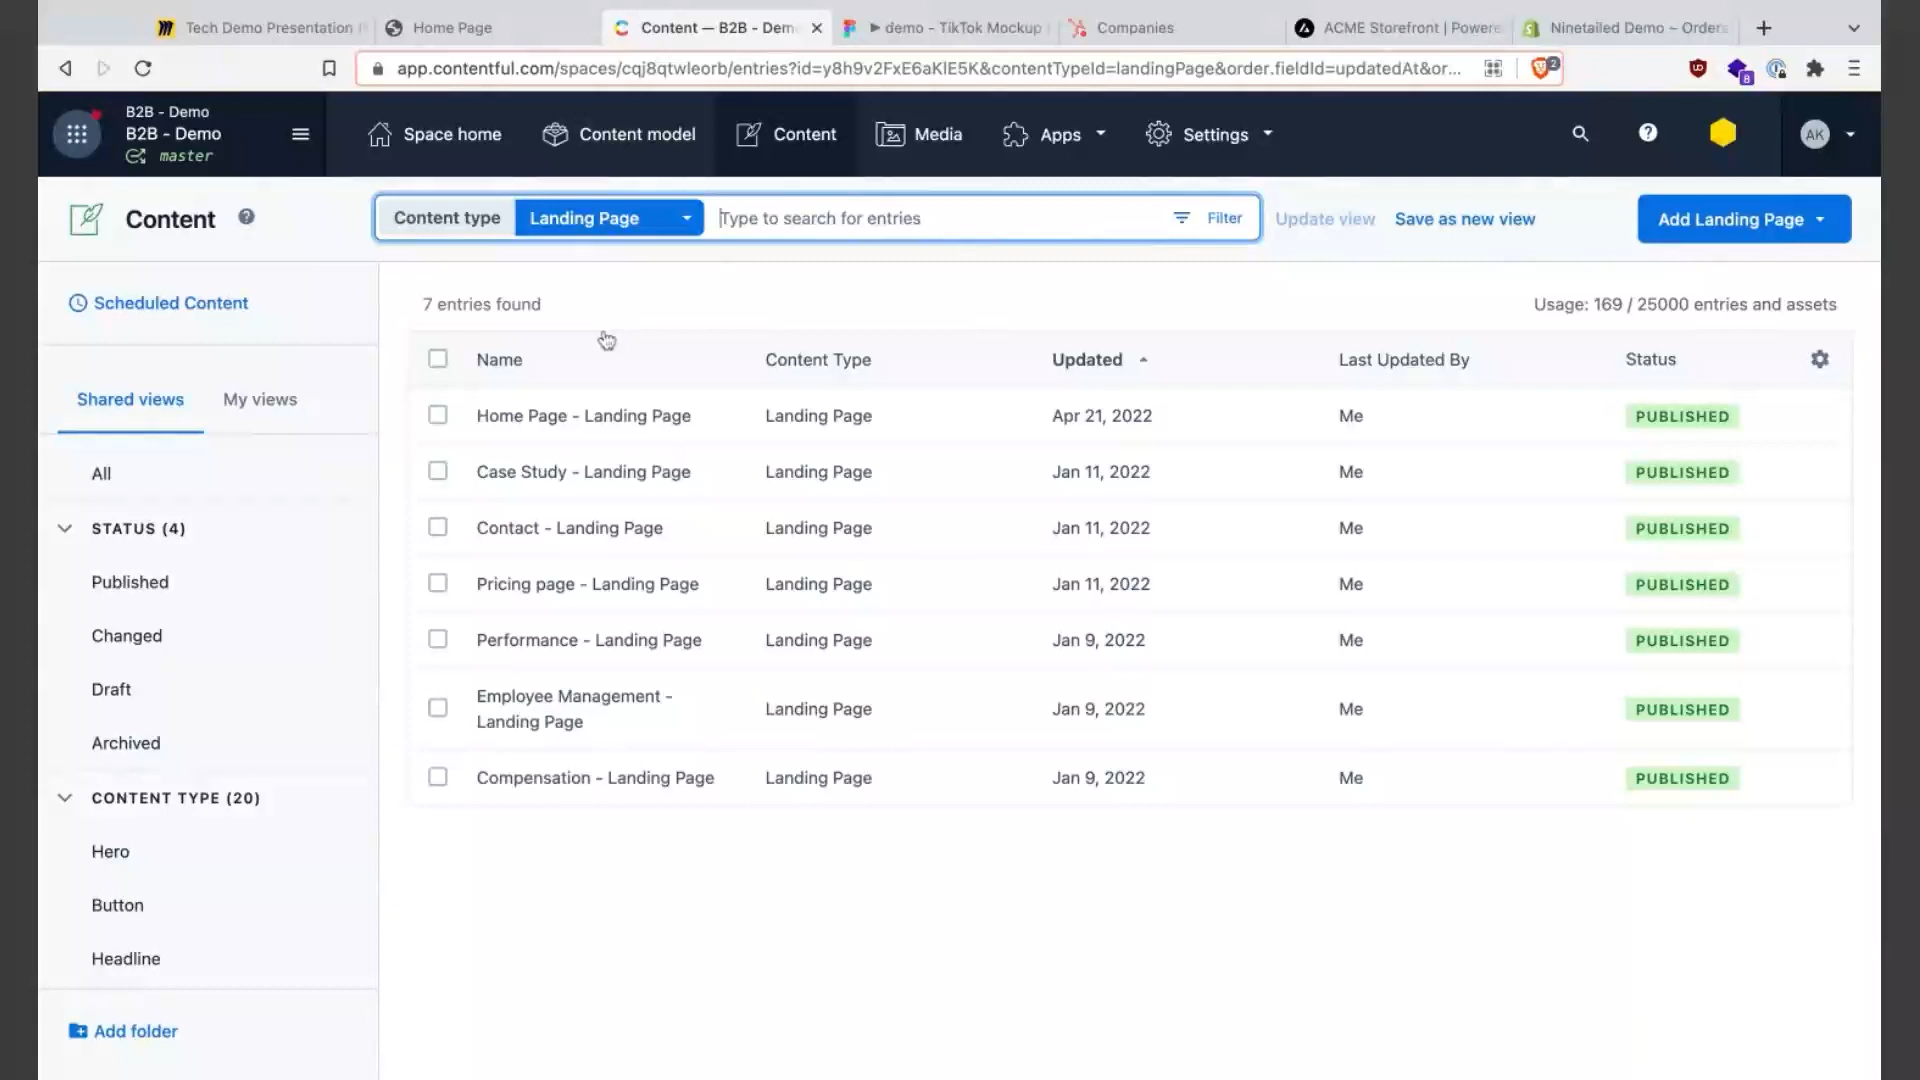 Tech Demo Presentation
Home Page
Content — B2B - Dem
demo - TikTok Mockup
Companies
ACME Storefront | Powere
Ninetailed Demo ~ Orders
app.contentful.com/spaces/cqj8qtwleorb/entries?id=y8h9v2FxE6aKlE5K&contentTypeId=landingPage&order.fieldId=updatedAt&or...
2
8
B2B - Demo
B2B - Demo
master
Space home
Content model
Content
Media
Apps
Settings
AK
Content
Content type
Landing Page
Type to search for entries
Filter
Update view
Save as new view
Add Landing Page
Scheduled Content
Shared views
My views
All
STATUS (4)
Published
Changed
Draft
Archived
CONTENT TYPE (20)
Hero
Button
Headline
Add folder
7 entries found
Usage: 169 / 25000 entries and assets
Name Content Type Updated Last Updated By Status
Home Page - Landing Page Landing Page Apr 21, 2022 Me PUBLISHED
Case Study - Landing Page Landing Page Jan 11, 2022 Me PUBLISHED
Contact - Landing Page Landing Page Jan 11, 2022 Me PUBLISHED
Pricing page - Landing Page Landing Page Jan 11, 2022 Me PUBLISHED
Performance - Landing Page Landing Page Jan 9, 2022 Me PUBLISHED
Employee Management -
Landing Page Landing Page Jan 9, 2022 Me PUBLISHED
Compensation - Landing Page Landing Page Jan 9, 2022 Me PUBLISHED